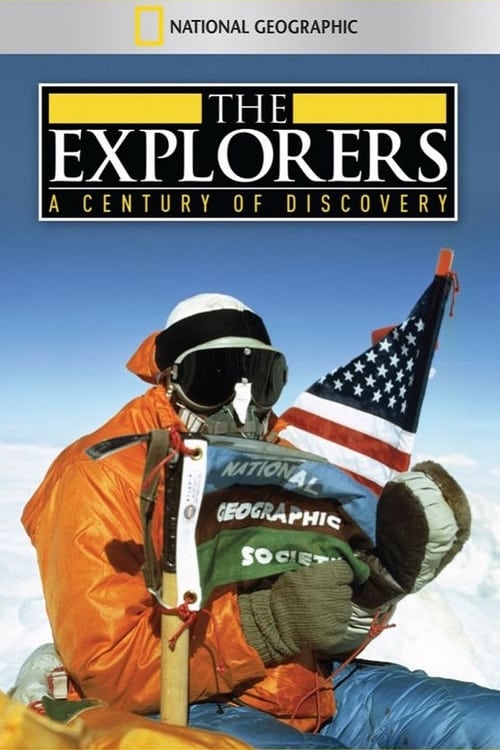 NATIONAL GEOGRAPHIC
THE
EXPLORERS
A CENTURY OF DISCOVERY
NATIONAL
GEOGRAPHIC
SOCIETY